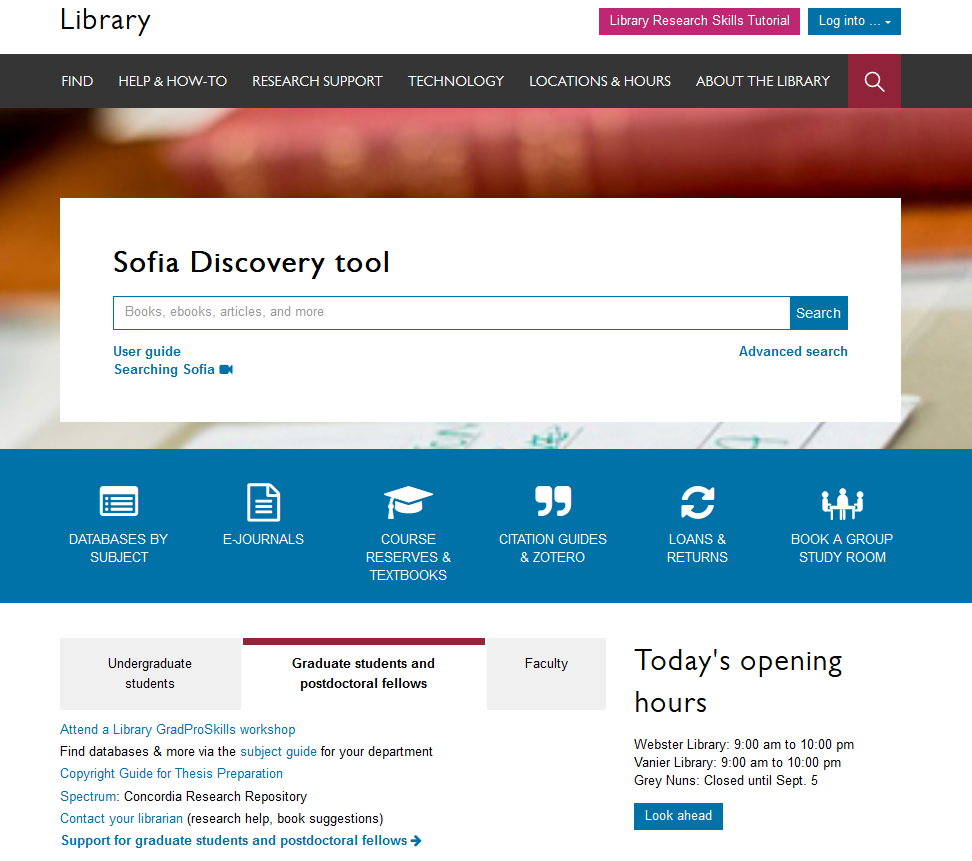 Library
Library Research Skills Tutorial
Log into ...
FIND
HELP & HOW-TO
RESEARCH SUPPORT
TECHNOLOGY
LOCATIONS & HOURS
ABOUT THE LIBRARY
Sofia Discovery tool
Books, ebooks, articles, and more
Search
User guide
Advanced search
Searching Sofia
DATABASES BY
SUBJECT
E-JOURNALS
COURSE
RESERVES &
TEXTBOOKS
CITATION GUIDES
& ZOTERO
LOANS &
RETURNS
BOOK A GROUP
STUDY ROOM
Undergraduate
students
Graduate students and
postdoctoral fellows
Faculty
Attend a Library GradProSkills workshop
Find databases & more via the subject guide for your department
Copyright Guide for Thesis Preparation
Spectrum: Concordia Research Repository
Contact your librarian (research help, book suggestions)
Support for graduate students and postdoctoral fellows
Today's opening
hours
Webster Library: 9:00 am to 10:00 pm
Vanier Library: 9:00 am to 10:00 pm
Grey Nuns: Closed until Sept. 5
Look ahead